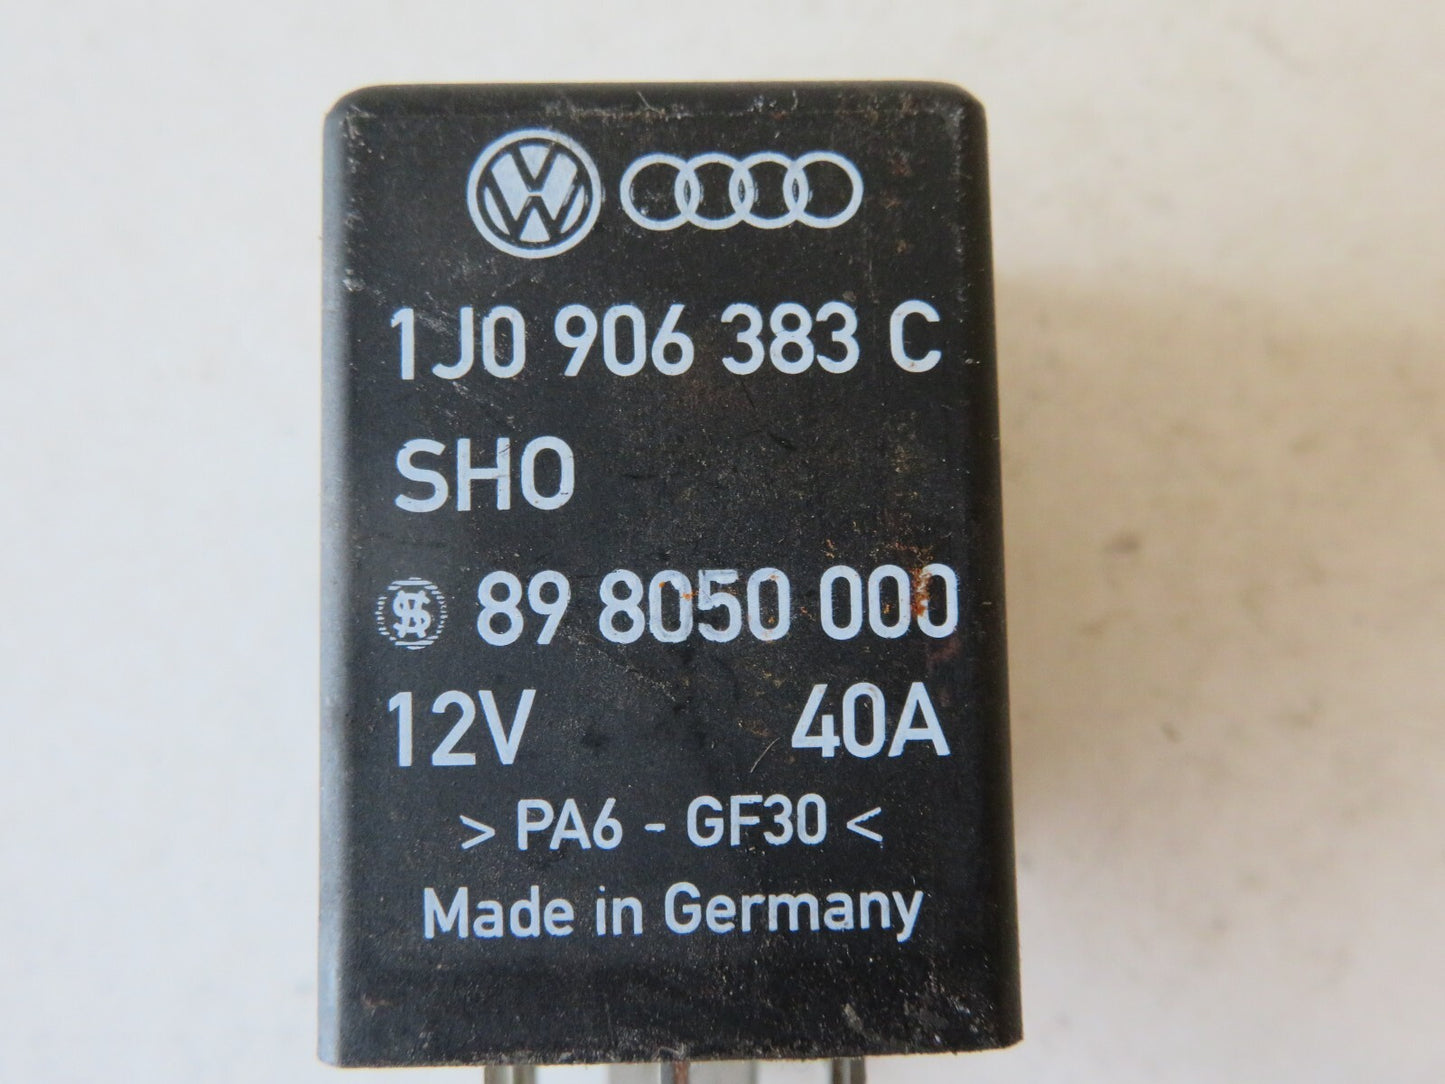 1J0 906 383 C
SHO
89 8050 000
12V 40A
> PA6 - GF30 <
Made in Germany